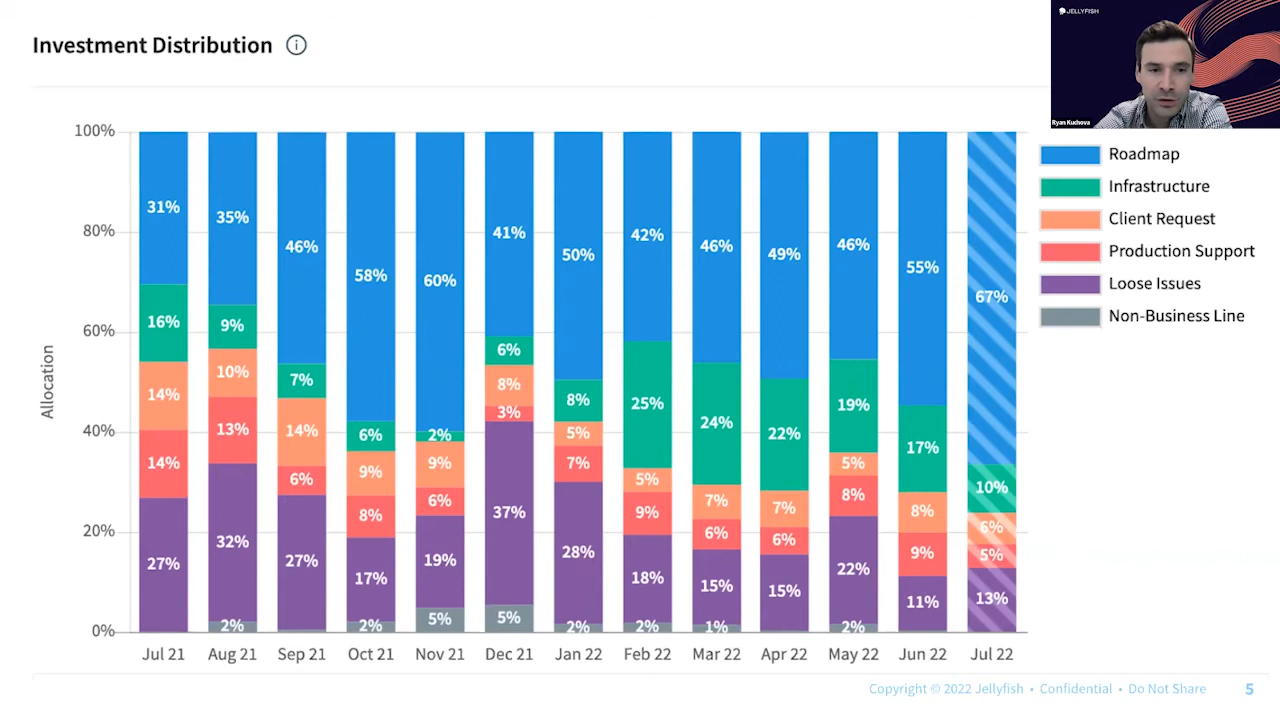 Investment Distribution
JELLYFISH
Ryan Kuchova
Roadmap
Infrastructure
Client Request
Production Support
Loose Issues
Non-Business Line
Allocation
100%
80%
60%
40%
20%
0%
31% 35% 46% 58% 60% 41% 50% 42% 46% 49% 46% 55% 67%
16% 9% 7% 6% 2% 6% 8% 25% 24% 22% 19% 17% 10%
14% 10% 14% 9% 9% 8% 5% 5% 7% 7% 5% 8% 6%
14% 13% 6% 8% 6% 3% 7% 9% 6% 6% 8% 9% 5%
27% 32% 27% 17% 19% 37% 28% 18% 15% 15% 22% 11% 13%
2% 2% 5% 5% 2% 2% 1% 2%
Jul 21 Aug 21 Sep 21 Oct 21 Nov 21 Dec 21 Jan 22 Feb 22 Mar 22 Apr 22 May 22 Jun 22 Jul 22
Copyright © 2022 Jellyfish • Confidential • Do Not Share 5